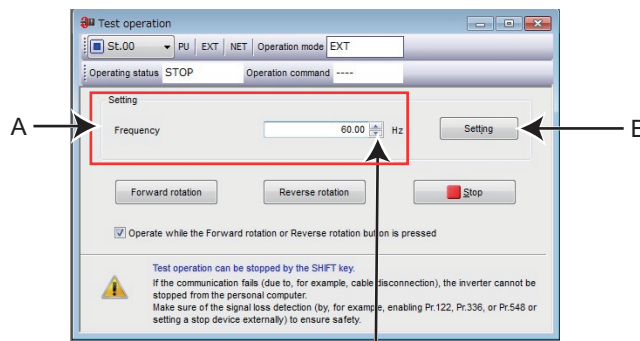 Test operation
St.00 PU EXT NET Operation mode EXT
Operating status STOP Operation command ----
Setting
A Frequency 60.00 Hz Setting
Forward rotation Reverse rotation Stop
Operate while the Forward rotation or Reverse rotation button is pressed
Test operation can be stopped by the SHIFT key.
If the communication fails (due to, for example, cable disconnection), the inverter cannot be
stopped from the personal computer.
Make sure of the signal loss detection (by, for example, enabling Pr.122, Pr.336, or Pr.548 or
setting a stop device externally) to ensure safety.